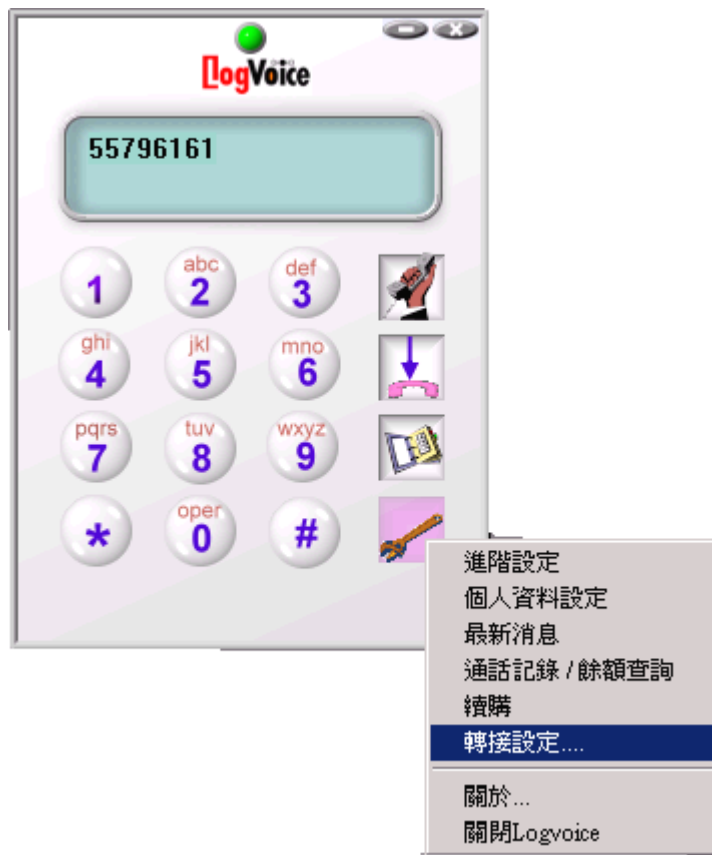 LogVoice
55796161
1
abc
2
def
3
ghi
4
jkl
5
mno
6
pqrs
7
tuv
8
wxyz
9
*
oper
0
#
進階設定
個人資料設定
最新消息
通話記錄 / 餘額查詢
續購
轉接設定....
關於...
關閉Logvoice